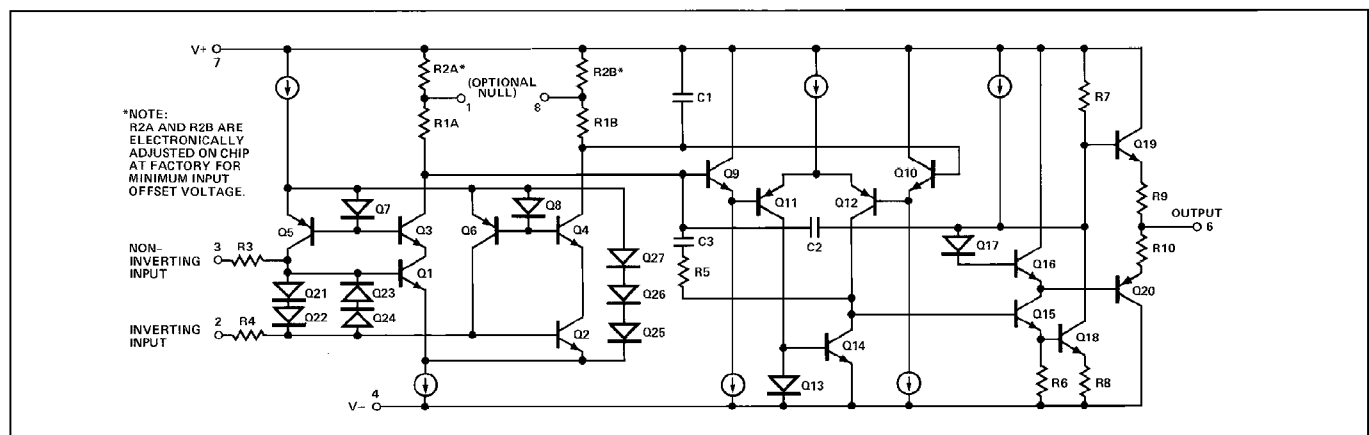 V+
7
R2A*
(OPTIONAL
NULL)
1
8
R2B*
R1A
R1B
C1
R7
*NOTE:
R2A AND R2B ARE
ELECTRONICALLY
ADJUSTED ON CHIP
AT FACTORY FOR
MINIMUM INPUT
OFFSET VOLTAGE.
Q19
Q9
Q10
Q11
Q12
Q7
Q8
Q5
Q3
Q6
Q4
R9
OUTPUT
6
R10
NON-
INVERTING
INPUT
3
R3
Q1
C3
C2
Q17
Q16
Q27
R5
Q21
Q23
Q26
Q20
Q22
Q24
Q15
INVERTING
INPUT
2
R4
Q2
Q25
Q14
Q18
Q13
R6
R8
V−
4